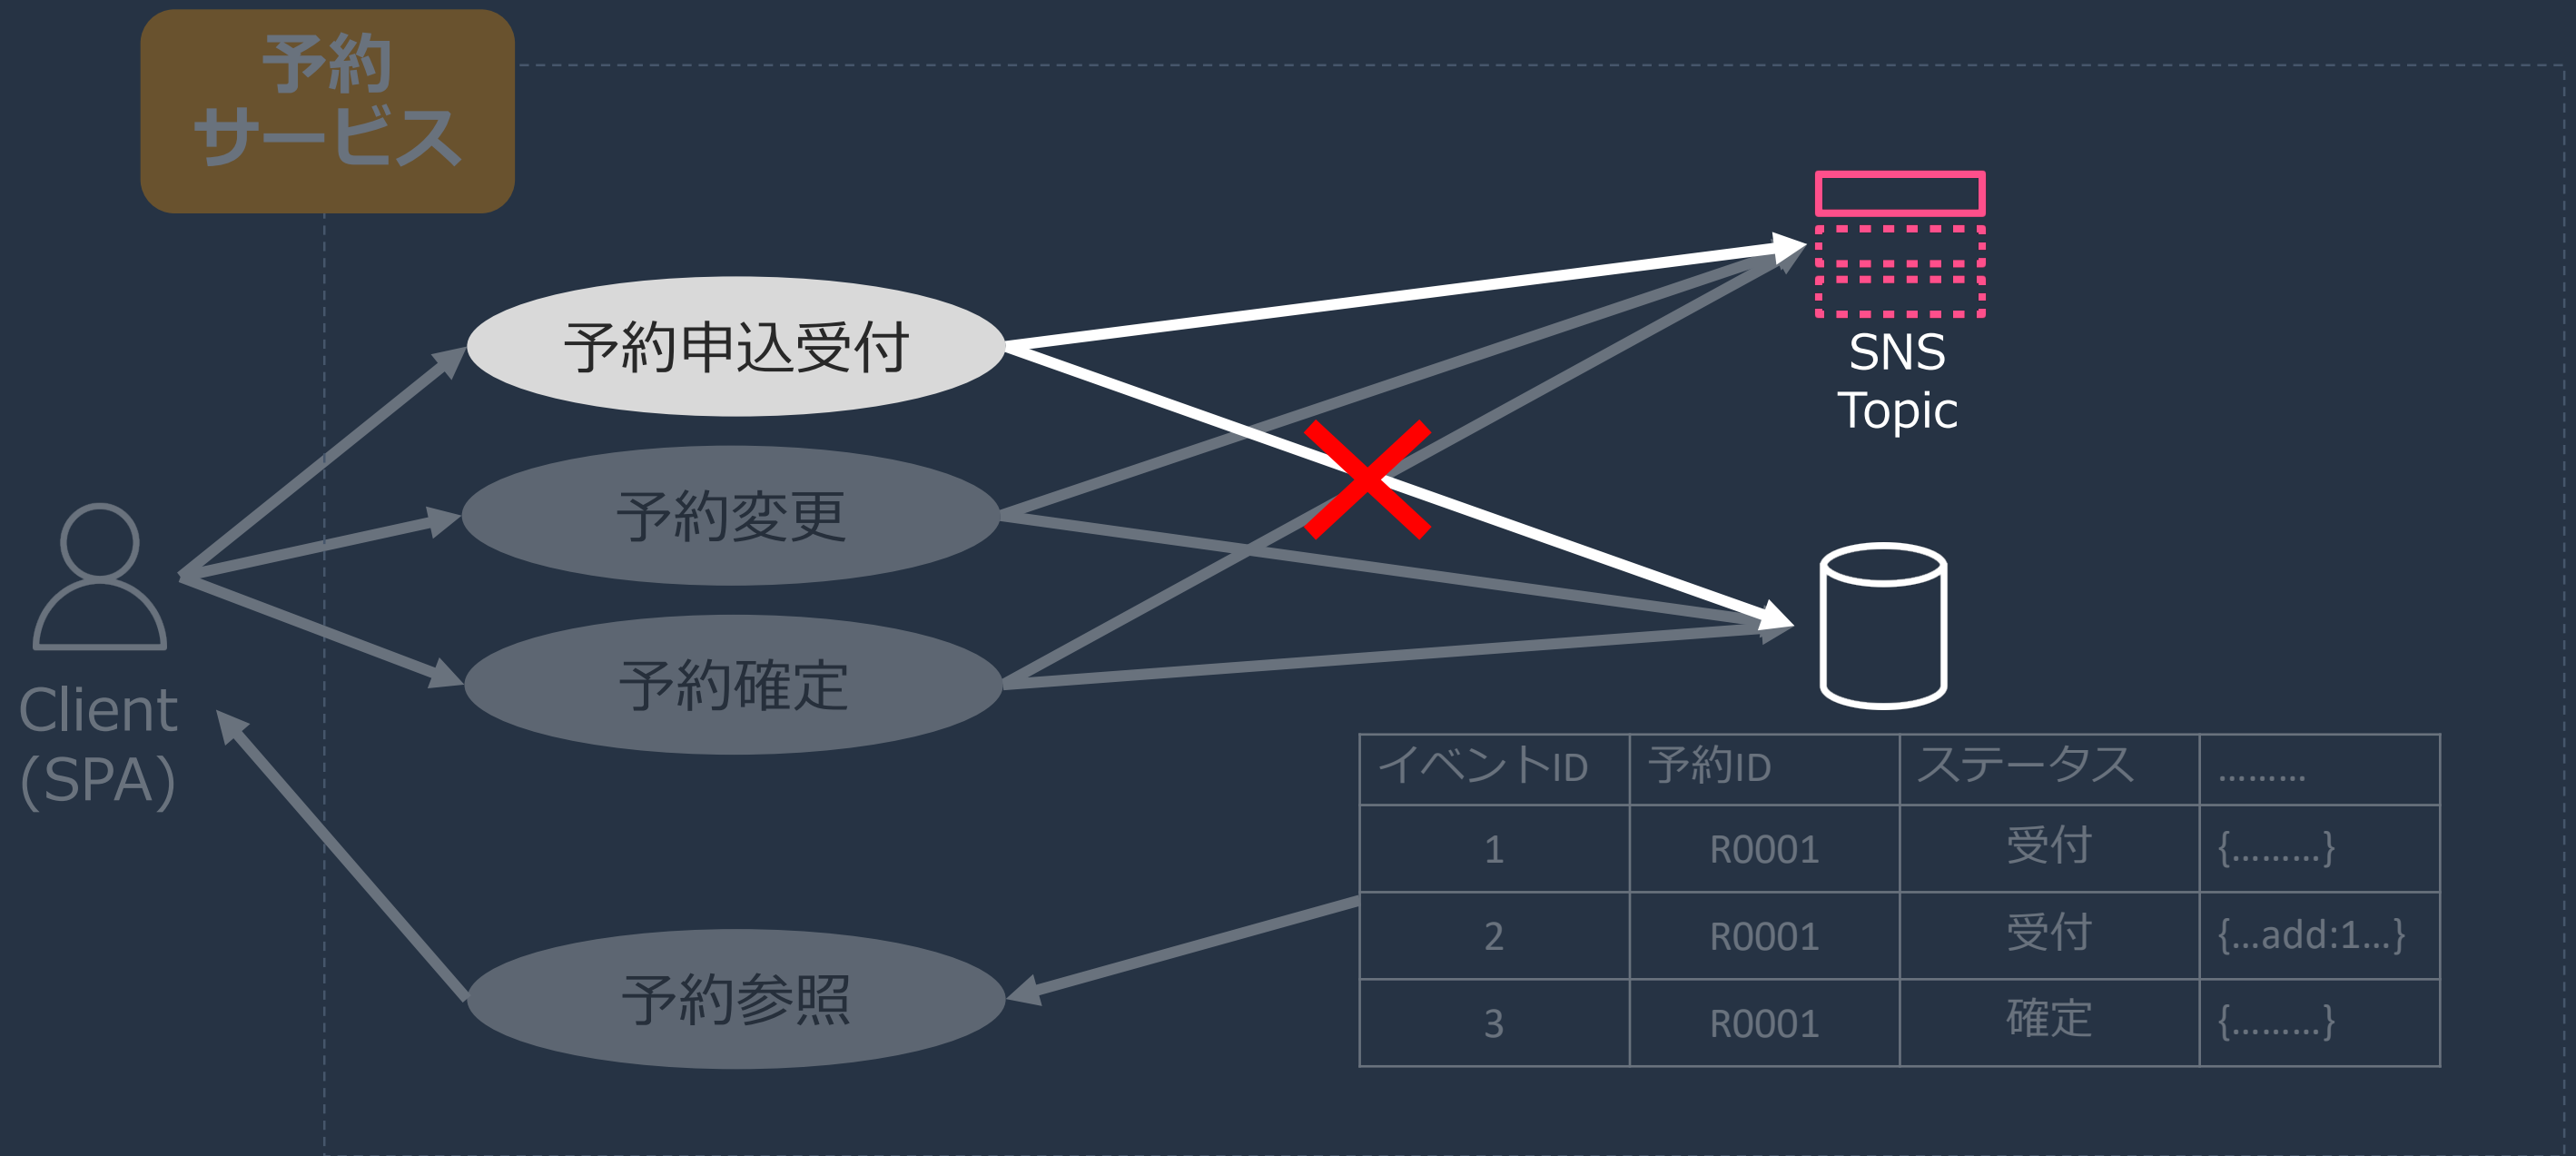 予約
サービス
予約申込受付
予約変更
予約確定
予約参照
Client
(SPA)
SNS
Topic
イベントID 予約ID ステータス ………
1 R0001 受付 {………}
2 R0001 受付 {…add:1…}
3 R0001 確定 {………}